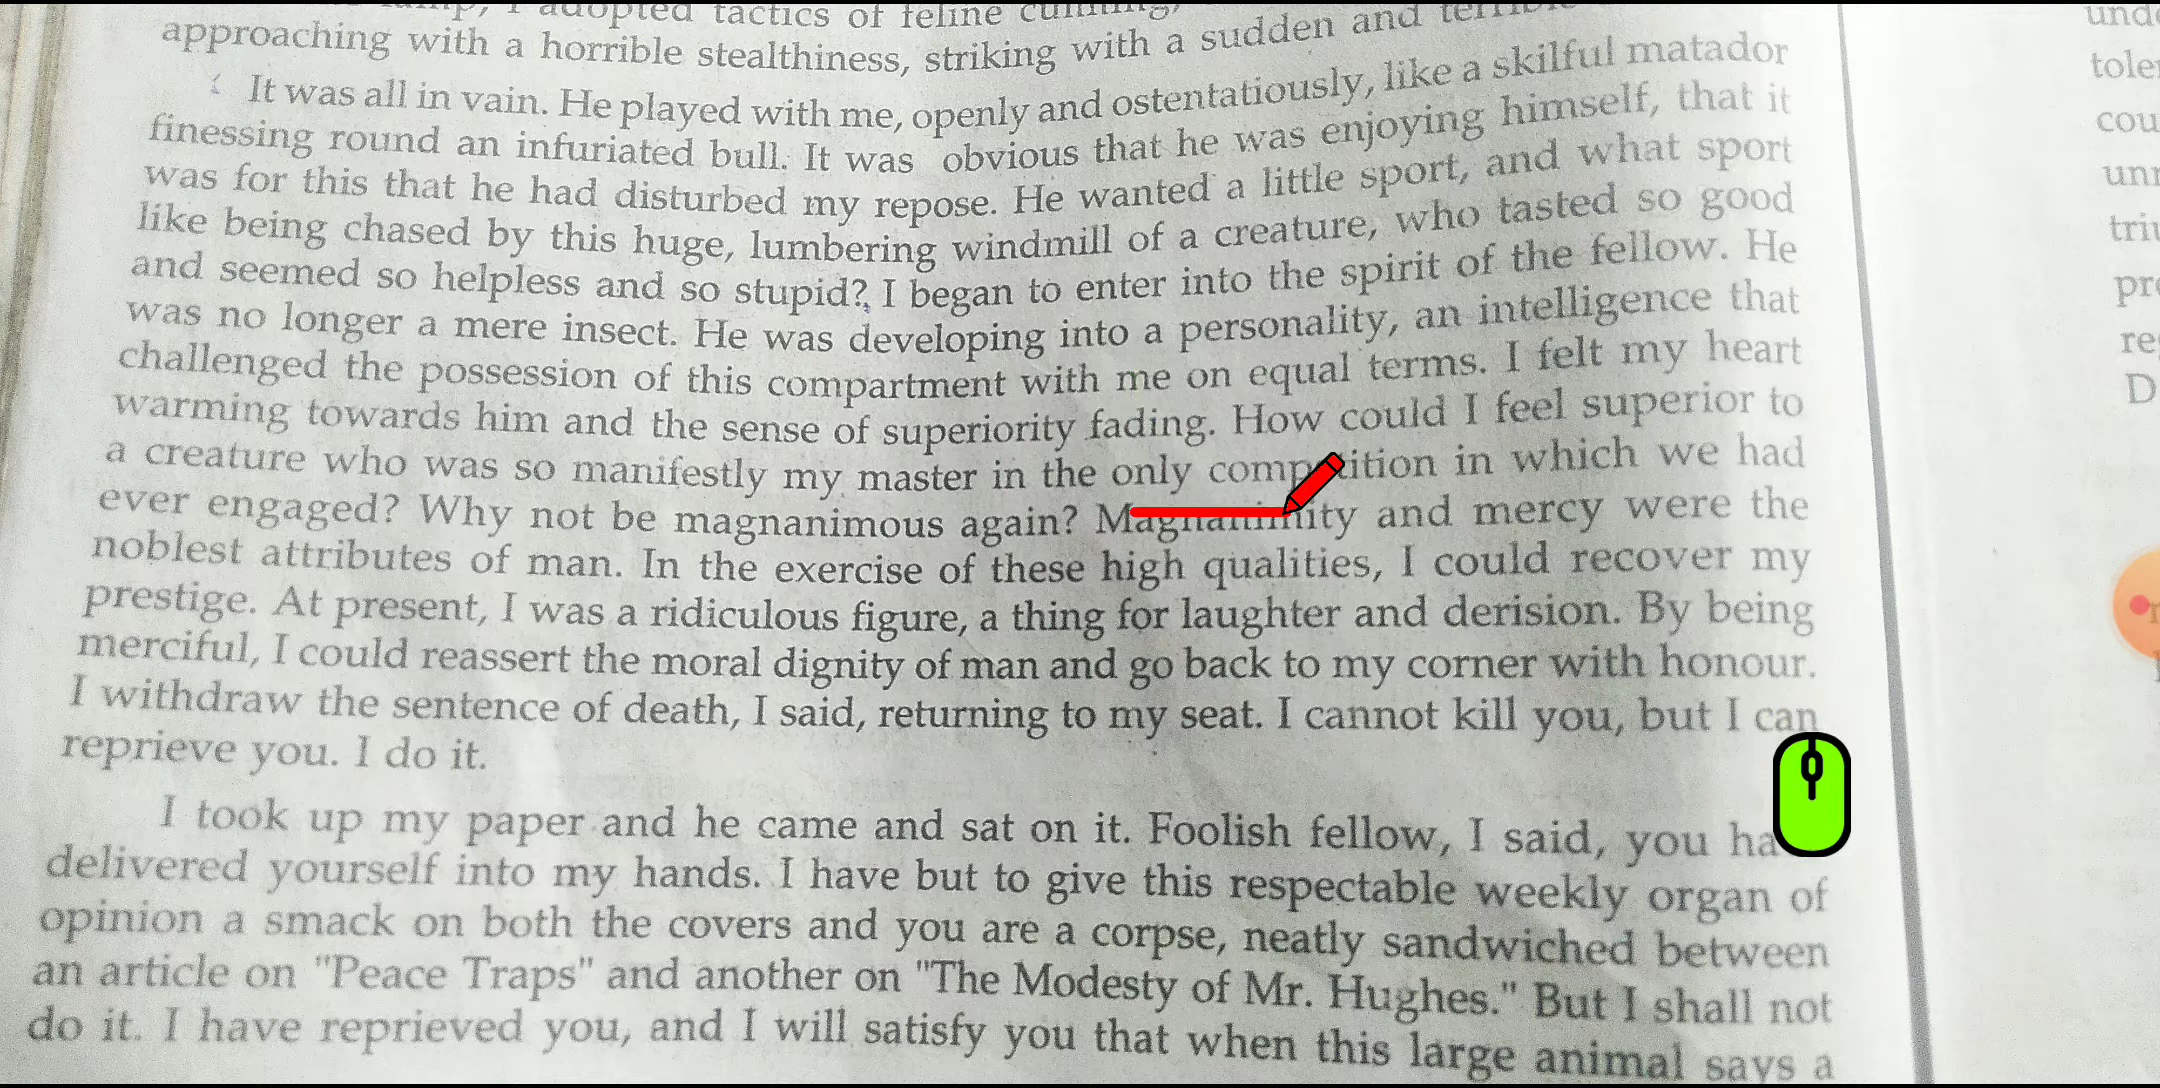 I adopted tactics of feline cunning,
approaching with a horrible stealthiness, striking with a sudden and
It was all in vain. He played with me, openly and ostentatiously, like a skilful matador
finessing round an infuriated bull. It was obvious that he was enjoying himself, that it
was for this that he had disturbed my repose. He wanted a little sport, and what sport
like being chased by this huge, lumbering windmill of a creature, who tasted so good
and seemed so helpless and so stupid? I began to enter into the spirit of the fellow. He
was no longer a mere insect. He was developing into a personality, an intelligence that
challenged the possession of this compartment with me on equal terms. I felt my heart
warming towards him and the sense of superiority fading. How could I feel superior to
a creature who was so manifestly my master in the only competition in which we had
ever engaged? Why not be magnanimous again? Magnanimity and mercy were the
noblest attributes of man. In the exercise of these high qualities, I could recover my
prestige. At present, I was a ridiculous figure, a thing for laughter and derision. By being
merciful, I could reassert the moral dignity of man and go back to my corner with honour.
I withdraw the sentence of death, I said, returning to my seat. I cannot kill you, but I can
reprieve you. I do it.
I took up my paper and he came and sat on it. Foolish fellow, I said, you
delivered yourself into my hands. I have but to give this respectable weekly organ of
opinion a smack on both the covers and you are a corpse, neatly sandwiched between
an article on "Peace Traps" and another on "The Modesty of Mr. Hughes." But I shall not
do it. I have reprieved you, and I will satisfy you that when this large animal says a